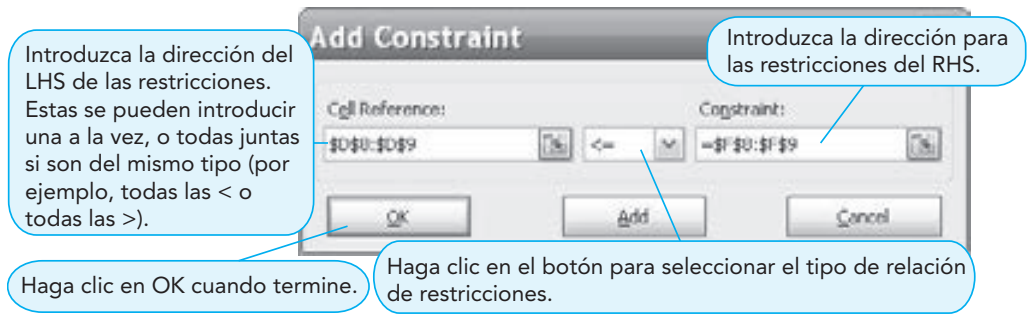 Add Constraint
Introduzca la dirección del
LHS de las restricciones.
Estas se pueden introducir
una a la vez, o todas juntas
si son del mismo tipo (por
ejemplo, todas las < o
todas las >).
Introduzca la dirección para
las restricciones del RHS.
Cell Reference:
Constraint:
$D$8:$D$9
<=
=$F$8:$F$9
OK
Add
Cancel
Haga clic en OK cuando termine.
Haga clic en el botón para seleccionar el tipo de relación
de restricciones.